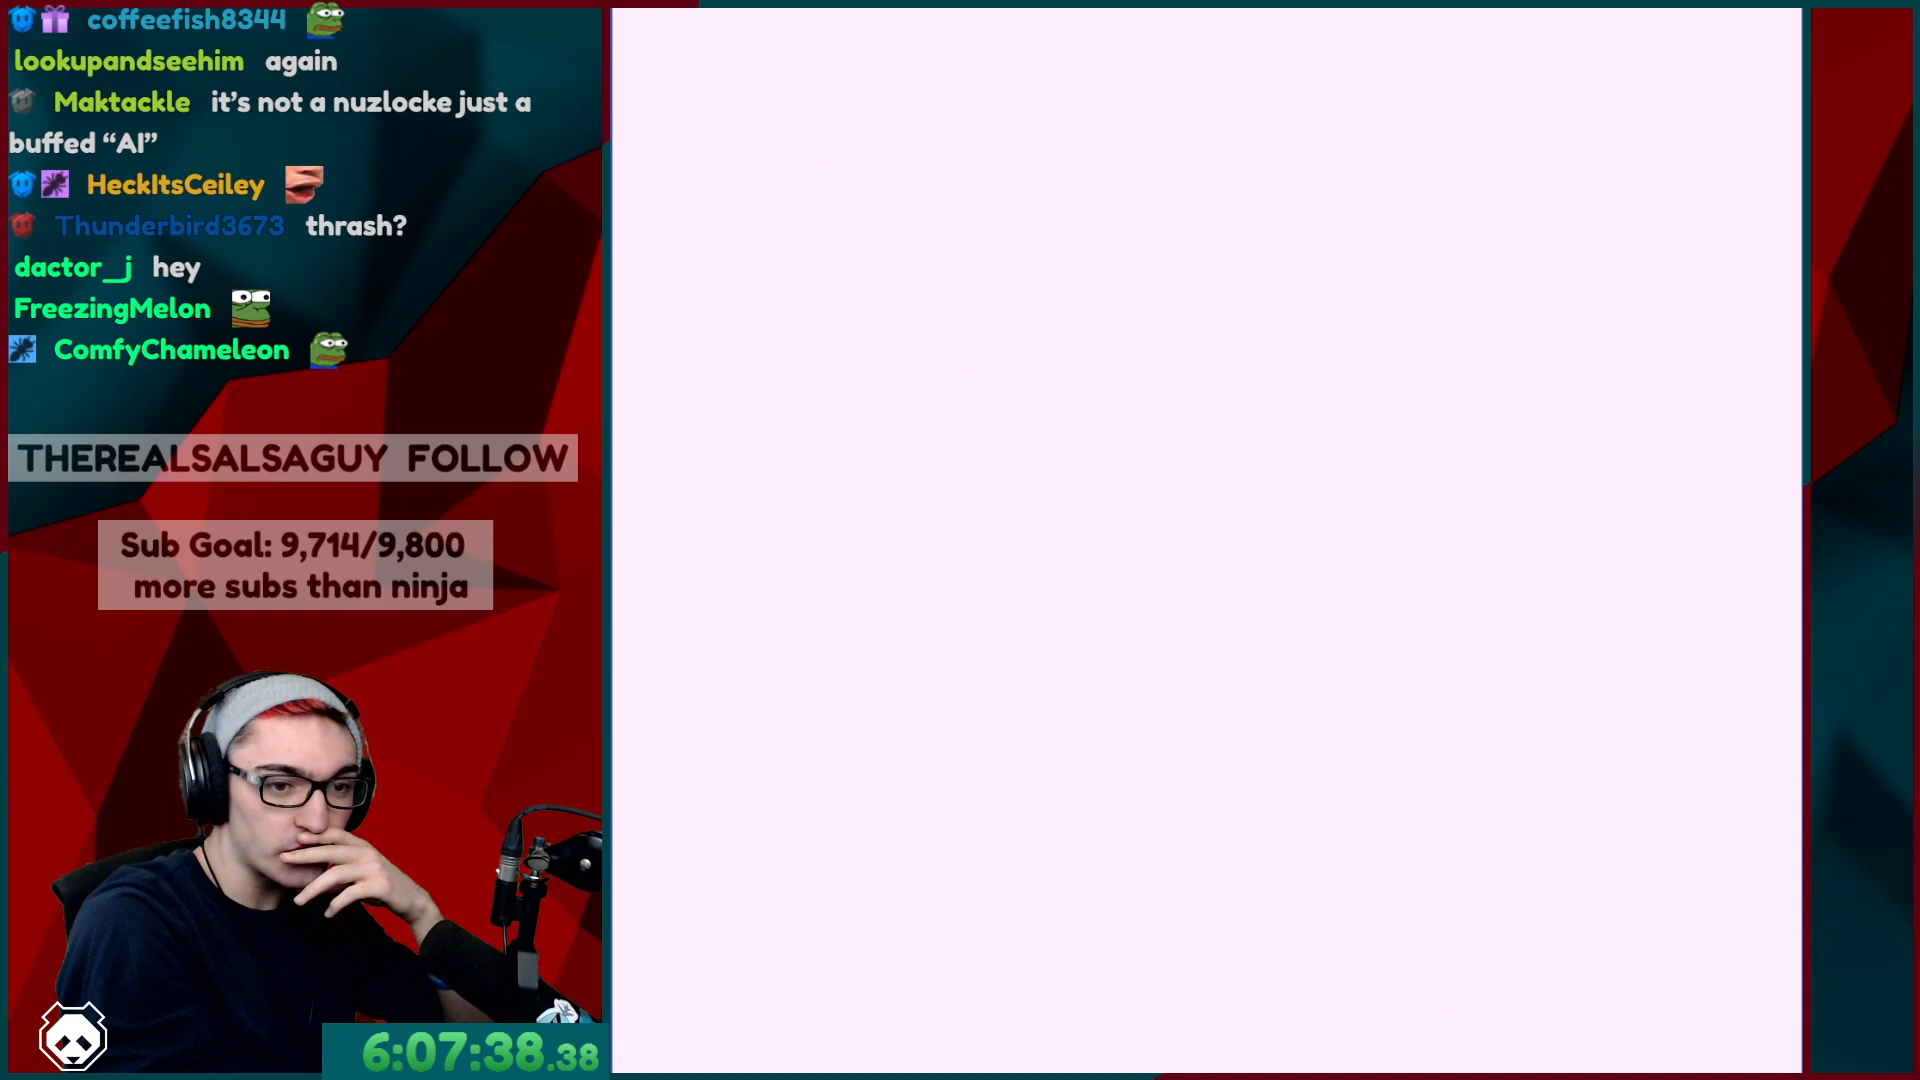 coffeefish8344
lookupandseehim again
Maktackle it's not a nuzlocke just a
buffed “AI”
HeckItsCeiley
Thunderbird3673 thrash?
dactor__j hey
FreezingMelon
ComfyChameleon
THEREALSALSAGUY FOLLOW
Sub Goal: 9,714/9,800
more subs than ninja
6:07:38.38